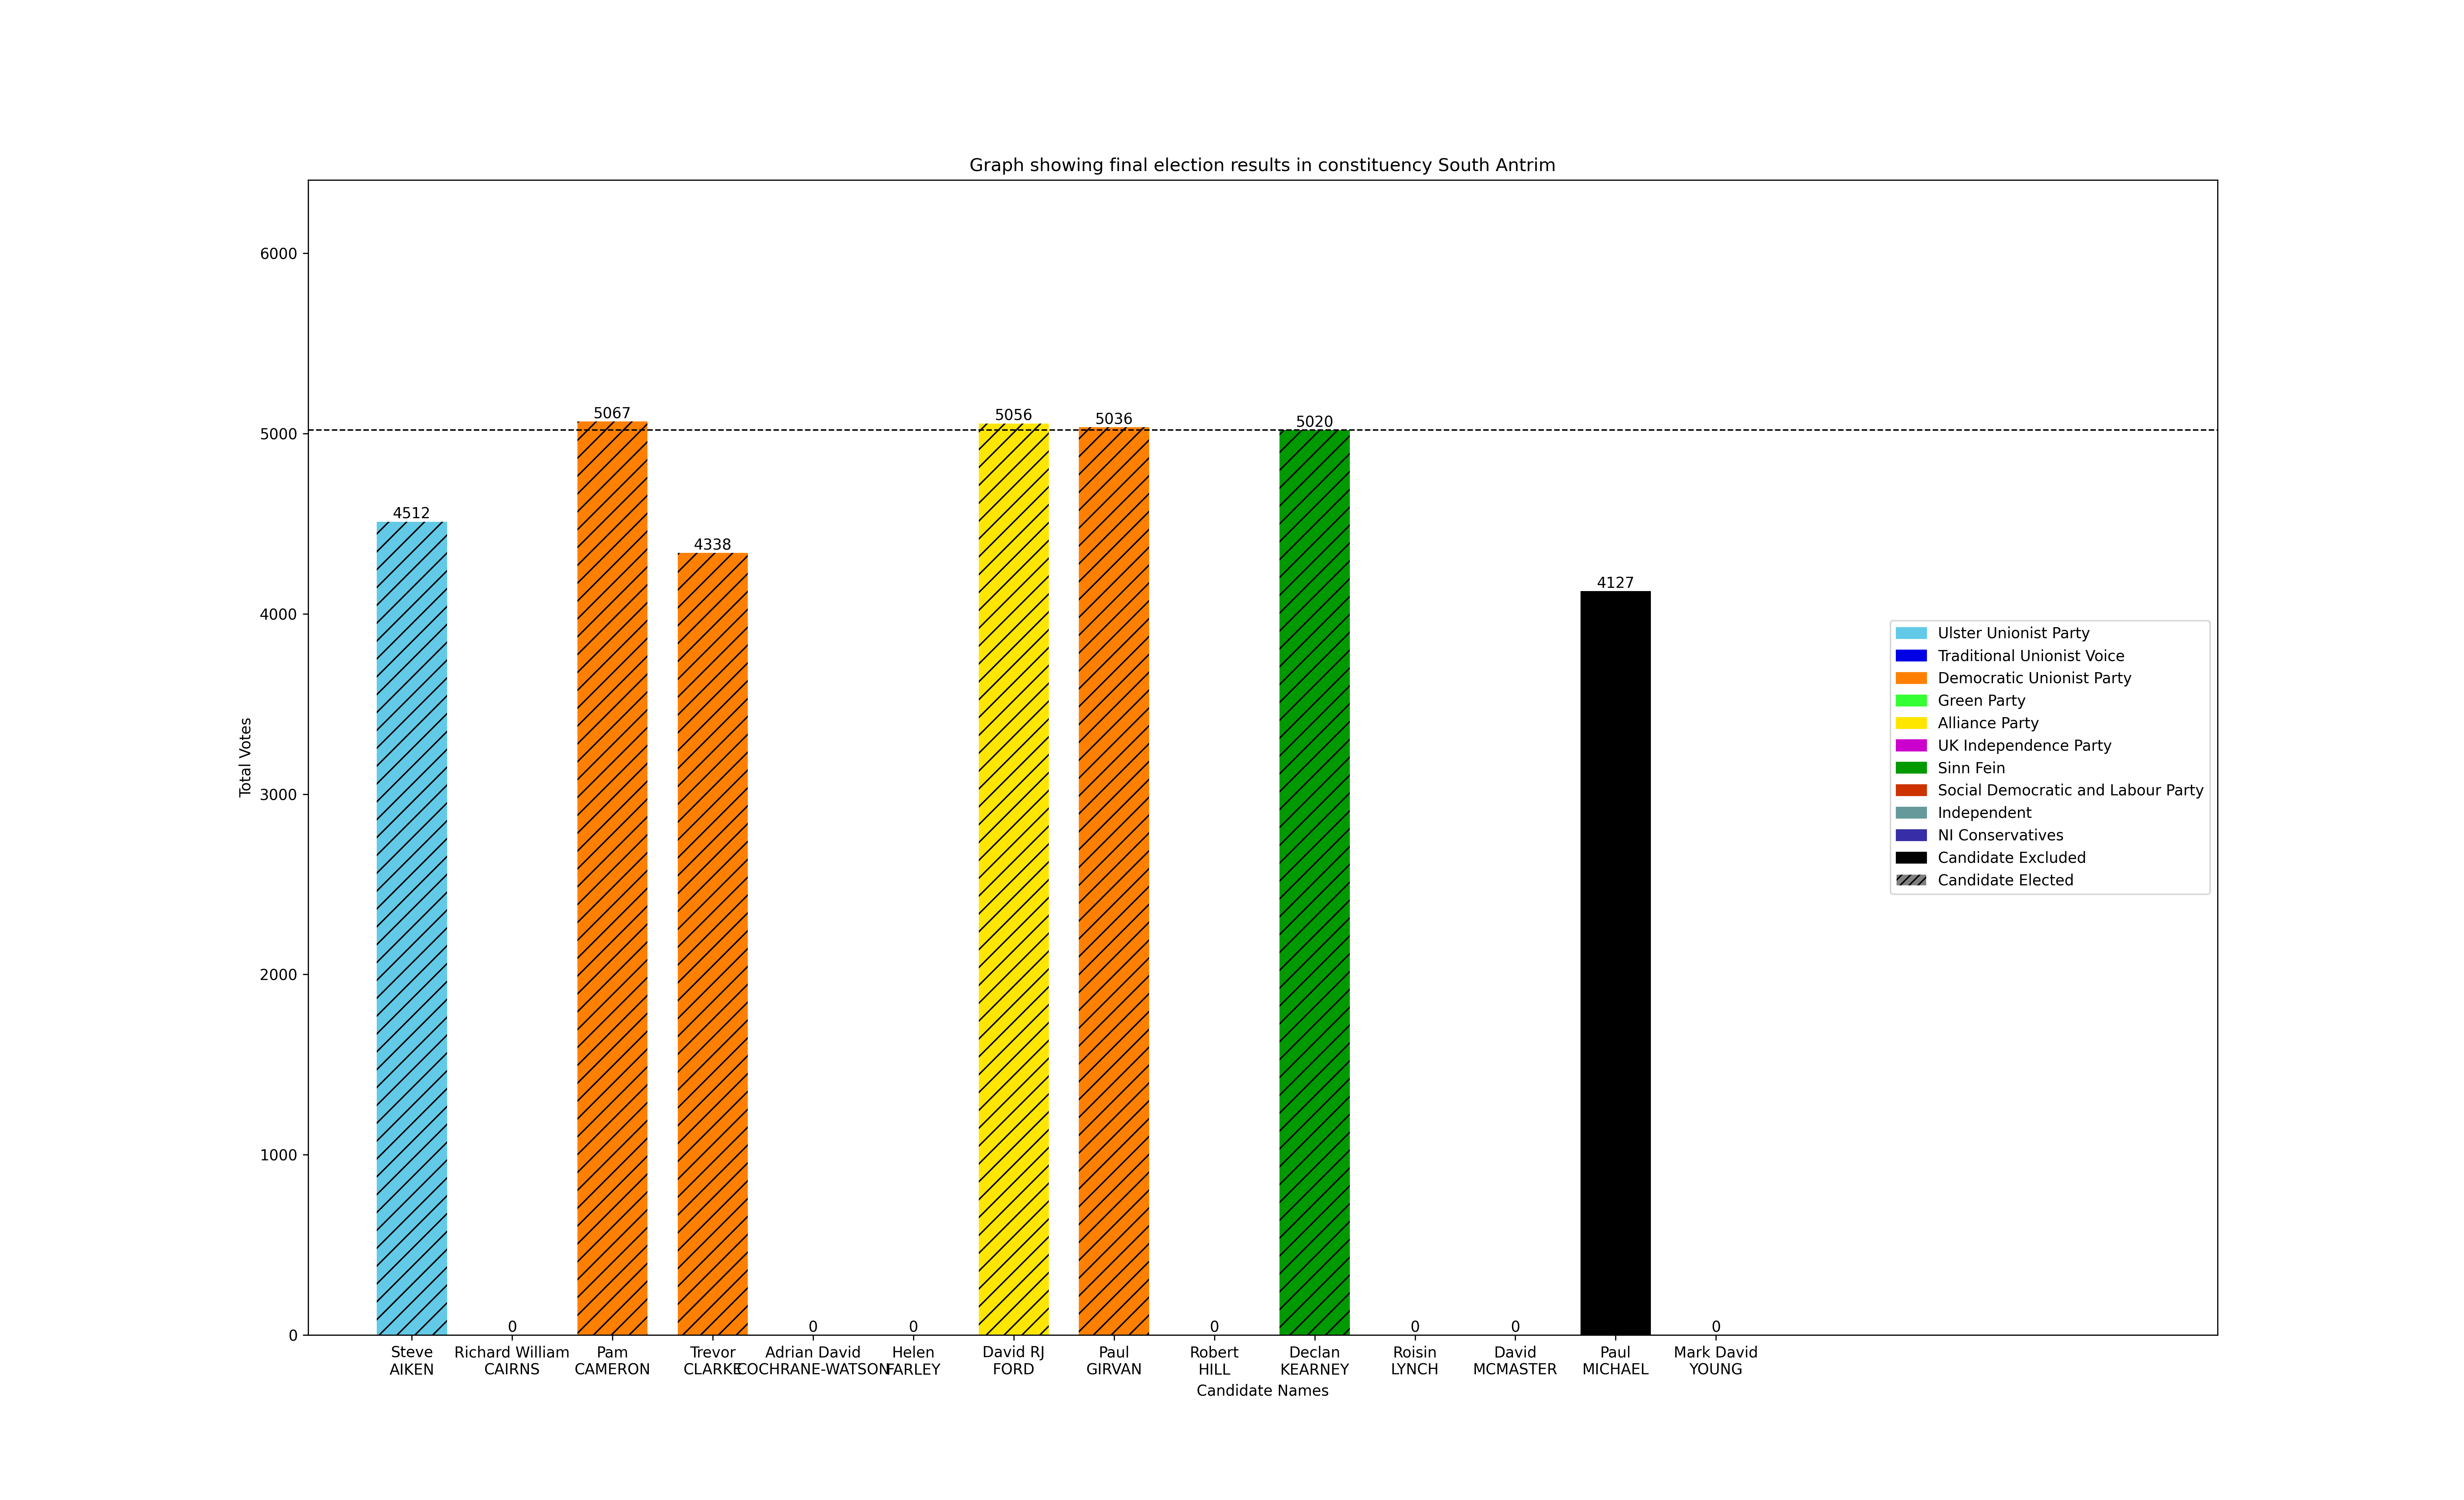 Graph showing final election results in constituency South Antrim
Total Votes
6000
5000
4000
3000
2000
1000
0
4512
0
5067
4338
0
0
5056
5036
0
5020
0
0
4127
0
Steve
AIKEN
Richard William
CAIRNS
Pam
CAMERON
Trevor
CLARKE
Adrian David
COCHRANE-WATSON
Helen
FARLEY
David RJ
FORD
Paul
GIRVAN
Robert
HILL
Declan
KEARNEY
Roisin
LYNCH
David
MCMASTER
Paul
MICHAEL
Mark David
YOUNG
Candidate Names
Ulster Unionist Party
Traditional Unionist Voice
Democratic Unionist Party
Green Party
Alliance Party
UK Independence Party
Sinn Fein
Social Democratic and Labour Party
Independent
NI Conservatives
Candidate Excluded
Candidate Elected